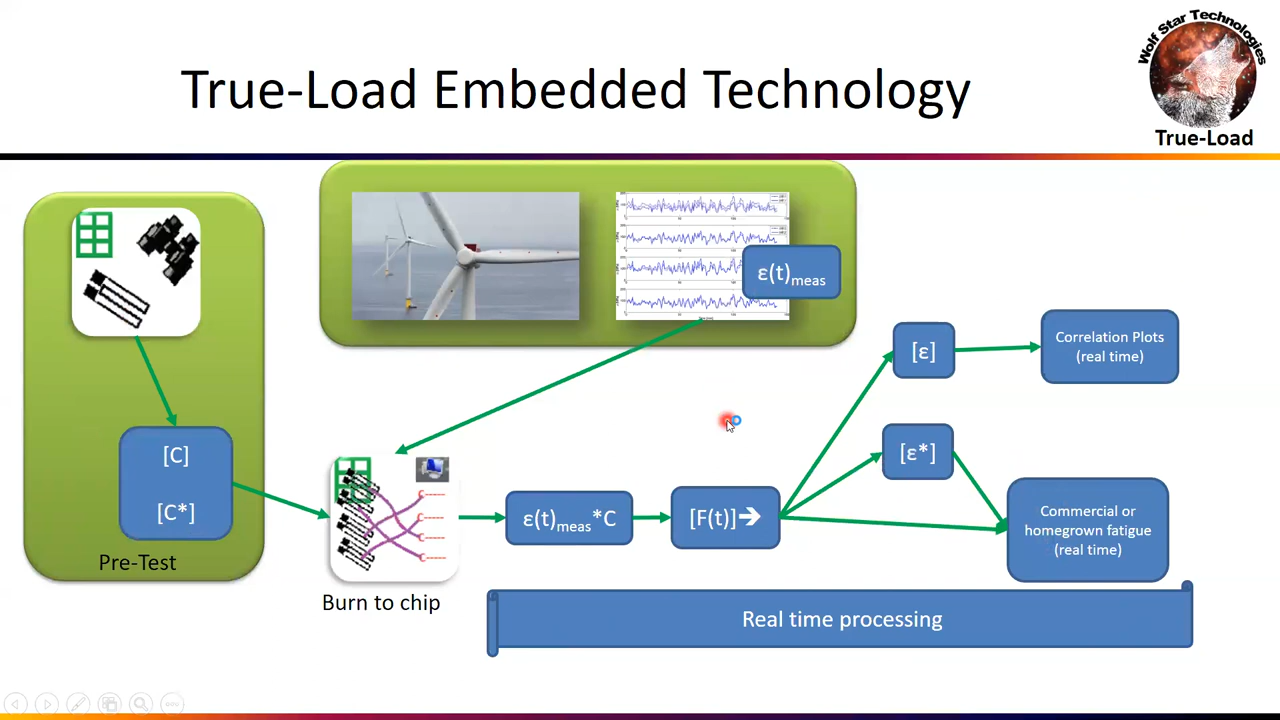 True-Load Embedded Technology
Wolf Star Technologies
True-Load
ε(t)meas
[C]
[C*]
Pre-Test
Burn to chip
ε(t)meas*C
[F(t)]➔
[ε]
[ε*]
Correlation Plots
(real time)
Commercial or
homegrown fatigue
(real time)
Real time processing